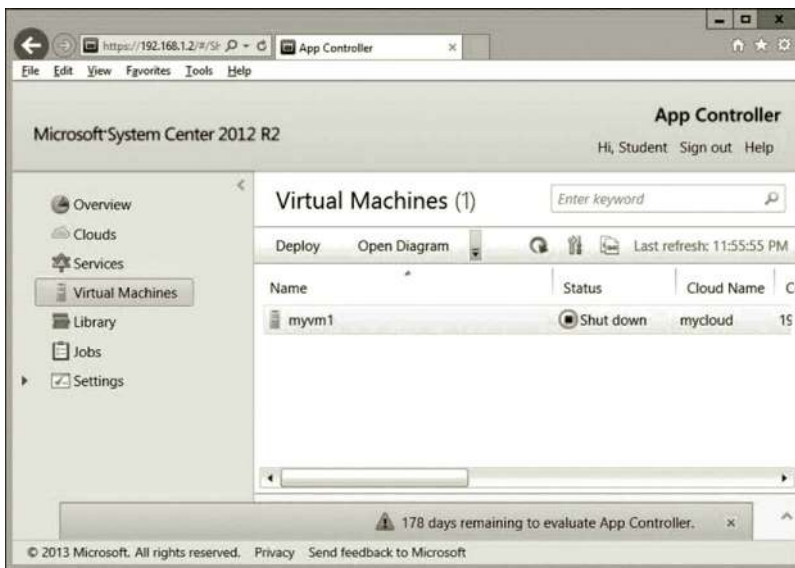 https://192.168.1.2/#/St
App Controller
File Edit View Favorites Tools Help
Microsoft System Center 2012 R2
App Controller
Hi, Student Sign out Help
Overview
Clouds
Services
Virtual Machines
Library
Jobs
Settings
Virtual Machines (1)
Enter keyword
Deploy Open Diagram Last refresh: 11:55:55 PM
Name Status Cloud Name C
myvm1 Shut down mycloud 19
178 days remaining to evaluate App Controller.
© 2013 Microsoft. All rights reserved. Privacy Send feedback to Microsoft